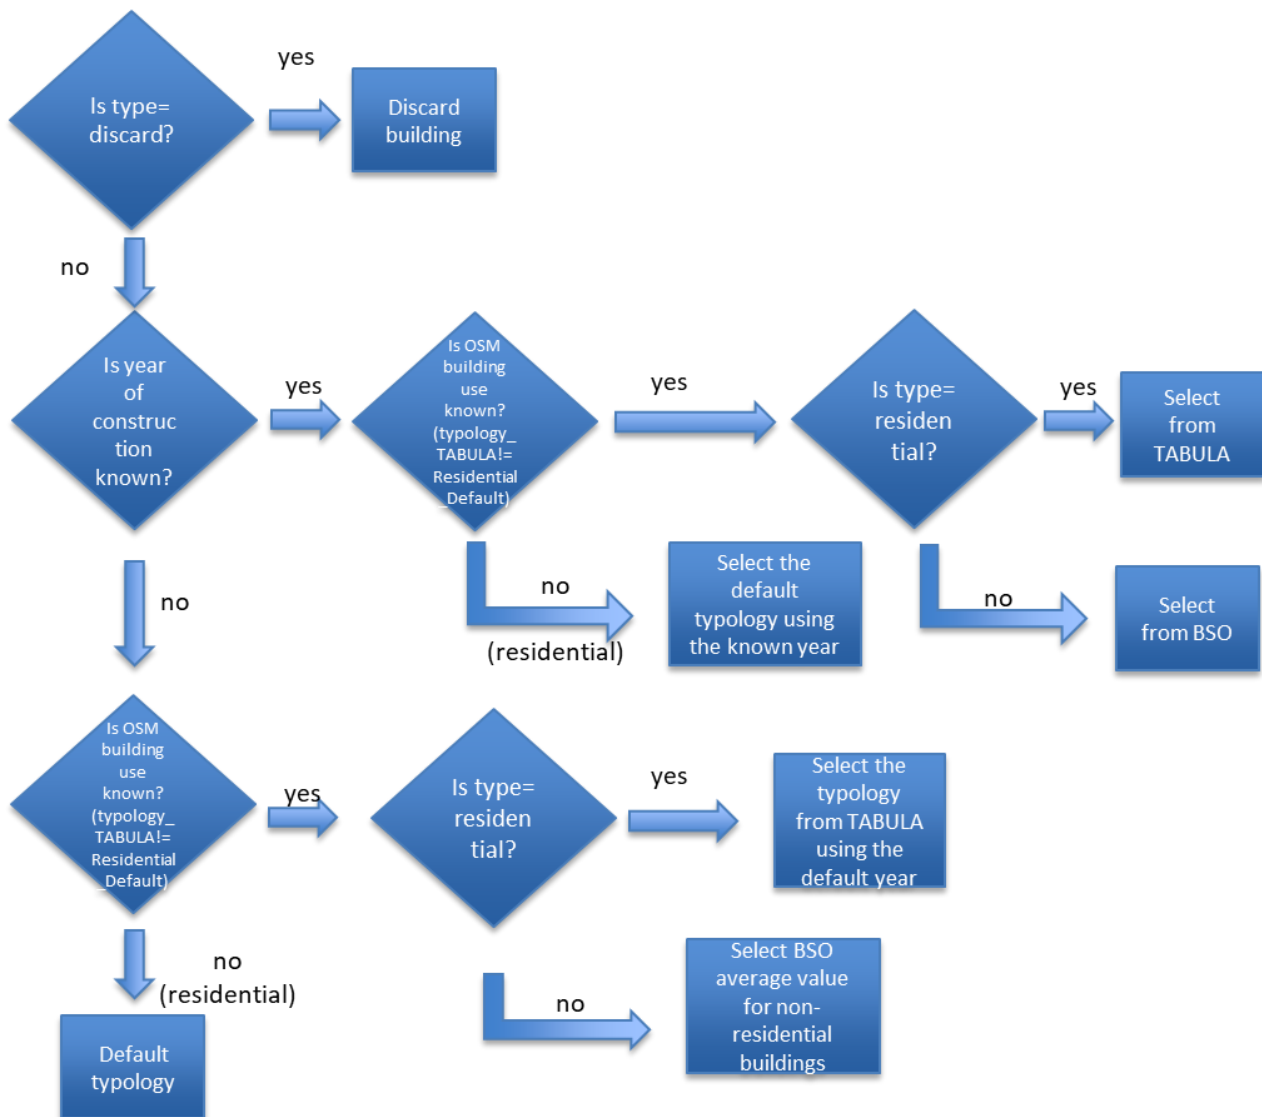 Is type=
discard?
yes
Discard
building
no
Is year
of
construc
tion
known?
yes
Is OSM
building
use
known?
(typology_
TABULA!=
Residential
_Default)
yes
Is type=
residen
tial?
yes
Select
from
TABULA
no
(residential)
Select the
default
typology using
the known year
no
Select
from BSO
no
Is OSM
building
use
known?
(typology_
TABULA!=
Residential
_Default)
yes
Is type=
residen
tial?
yes
Select the
typology
from TABULA
using the
default year
no
(residential)
Default
typology
no
Select BSO
average value
for non-
residential
buildings